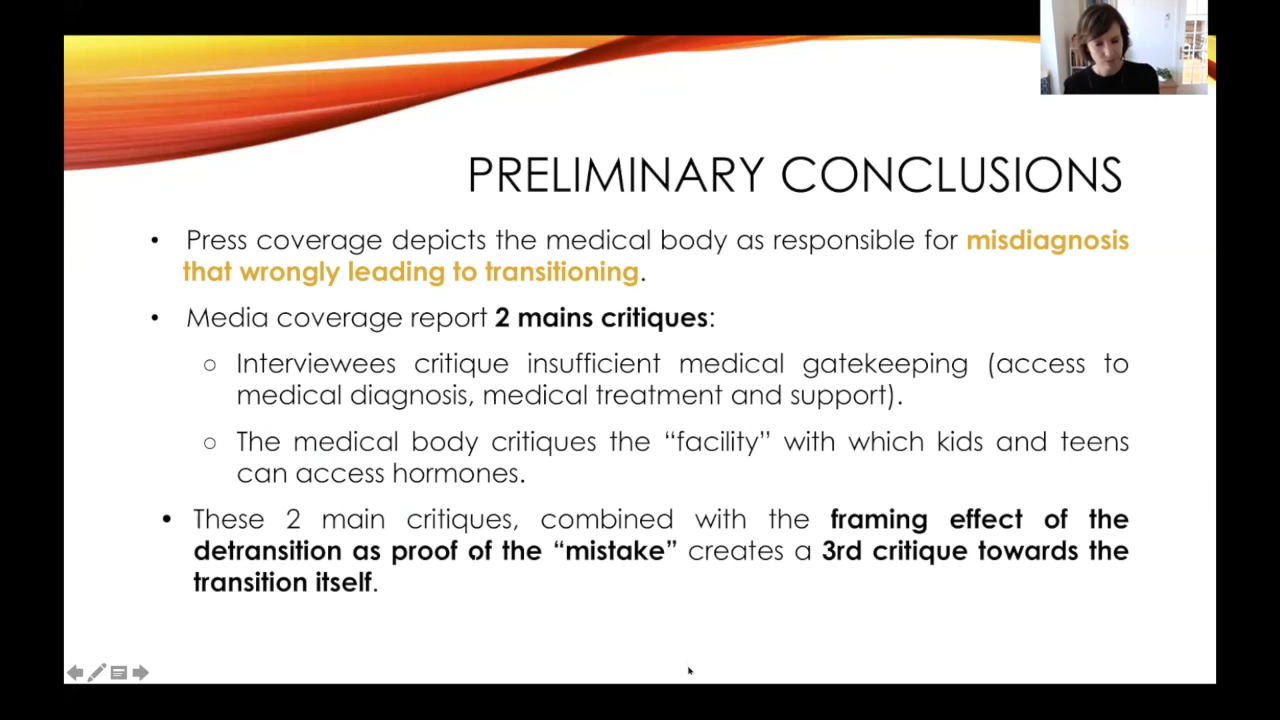 PRELIMINARY CONCLUSIONS
• Press coverage depicts the medical body as responsible for misdiagnosis
that wrongly leading to transitioning.
• Media coverage report 2 mains critiques:
○ Interviewees critique insufficient medical gatekeeping (access to
medical diagnosis, medical treatment and support).
○ The medical body critiques the “facility” with which kids and teens
can access hormones.
• These 2 main critiques, combined with the framing effect of the
detransition as proof of the “mistake” creates a 3rd critique towards the
transition itself.